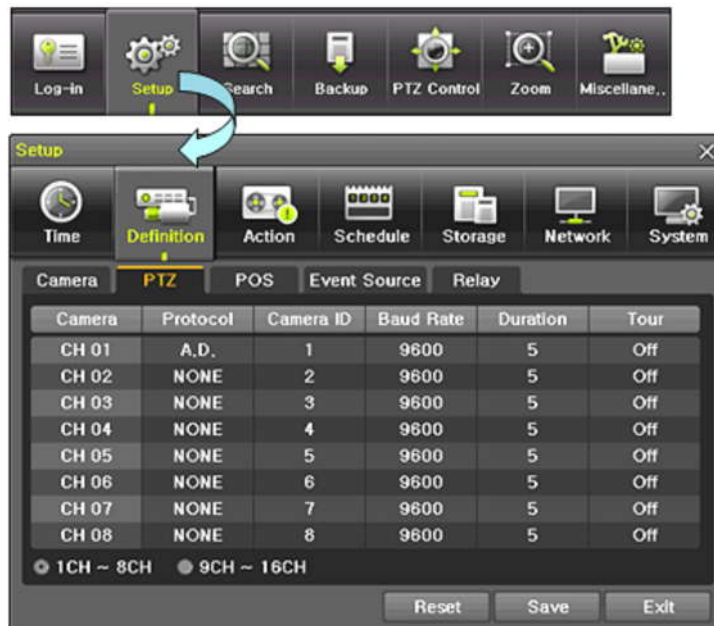 Log-in Setup Search Backup PTZ Control Zoom Miscellane..
Setup
Time Definition Action Schedule Storage Network System
Camera PTZ POS Event Source Relay
Camera Protocol Camera ID Baud Rate Duration Tour
CH 01 A.D. 1 9600 5 Off
CH 02 NONE 2 9600 5 Off
CH 03 NONE 3 9600 5 Off
CH 04 NONE 4 9600 5 Off
CH 05 NONE 5 9600 5 Off
CH 06 NONE 6 9600 5 Off
CH 07 NONE 7 9600 5 Off
CH 08 NONE 8 9600 5 Off
1CH ~ 8CH 9CH ~ 16CH
Reset Save Exit